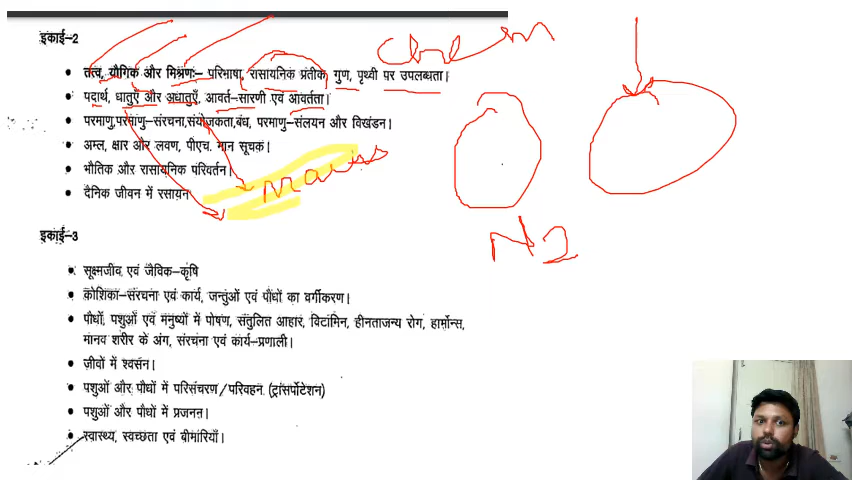 इकाई-2
Chem
• तत्व, यौगिक और मिश्रणः- परिभाषा, रासायनिक प्रतीक गुण, पृथ्वी पर उपलब्धता।
• पदार्थ, धातुएँ और अधातुएँ, आवर्त-सारणी एवं आवर्तता।
• परमाणु,परमाणु-संरचना,संयोजकता,बंध, परमाणु-संलयन और विखंडन।
• अम्ल, क्षार और लवण, पीएच. मान सूचक।
• भौतिक और रासायनिक परिवर्तन।
• दैनिक जीवन में रसायन
N2
इकाई-3
• सूक्ष्मजीव एवं जैविक-कृषि
• कोशिका-संरचना एवं कार्य, जन्तुओं एवं पौधों का वर्गीकरण।
• पौधों, पशुओं एवं मनुष्यों में पोषण, संतुलित आहार, विटामिन, हीनताजन्य रोग, हार्मोन्स,
मानव शरीर के अंग, संरचना एवं कार्य-प्रणाली।
• जीवों में श्वसन।
• पशुओं और पौधों में परिसंचरण/परिवहन (ट्रांसर्पोटेशन)
• पशुओं और पौधों में प्रजनन।
• स्वास्थ्य, स्वच्छता एवं बीमारियाँ।